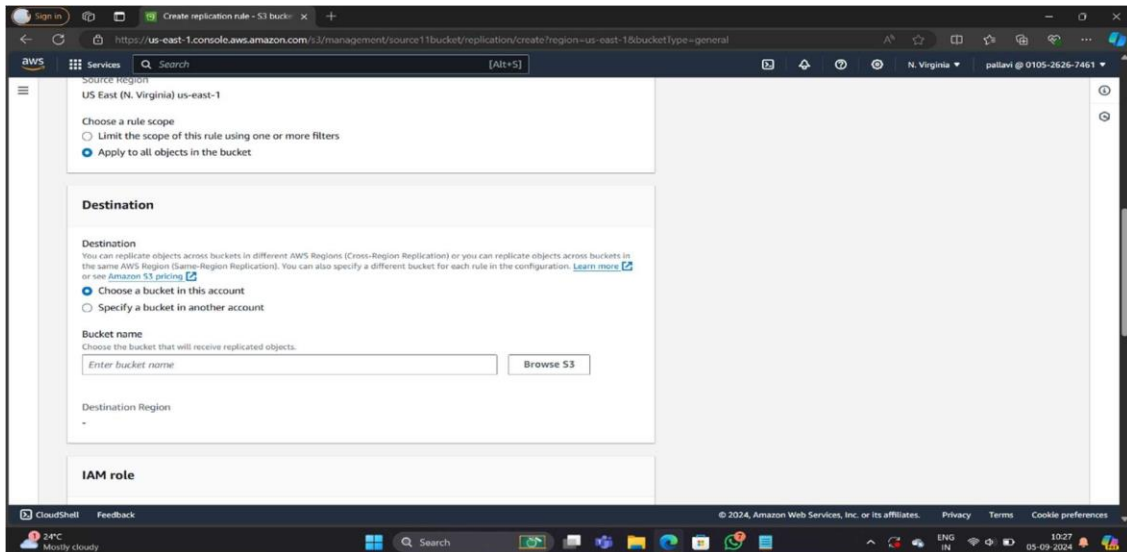 Sign in
Create replication rule - S3 bucke
https://us-east-1.console.aws.amazon.com/s3/management/source11bucket/replication/create?region=us-east-1&bucketType=general
aws
Services
Search
[Alt+S]
N. Virginia
pallavi @ 0105-2626-7461
Source Region
US East (N. Virginia) us-east-1
Choose a rule scope
Limit the scope of this rule using one or more filters
Apply to all objects in the bucket
Destination
Destination
You can replicate objects across buckets in different AWS Regions (Cross-Region Replication) or you can replicate objects across buckets in
the same AWS Region (Same-Region Replication). You can also specify a different bucket for each rule in the configuration. Learn more
or see Amazon S3 pricing
Choose a bucket in this account
Specify a bucket in another account
Bucket name
Choose the bucket that will receive replicated objects.
Enter bucket name
Browse S3
Destination Region
-
IAM role
CloudShell
Feedback
© 2024, Amazon Web Services, Inc. or its affiliates.
Privacy
Terms
Cookie preferences
24°C
Mostly cloudy
Search
ENG
IN
10:27
05-09-2024